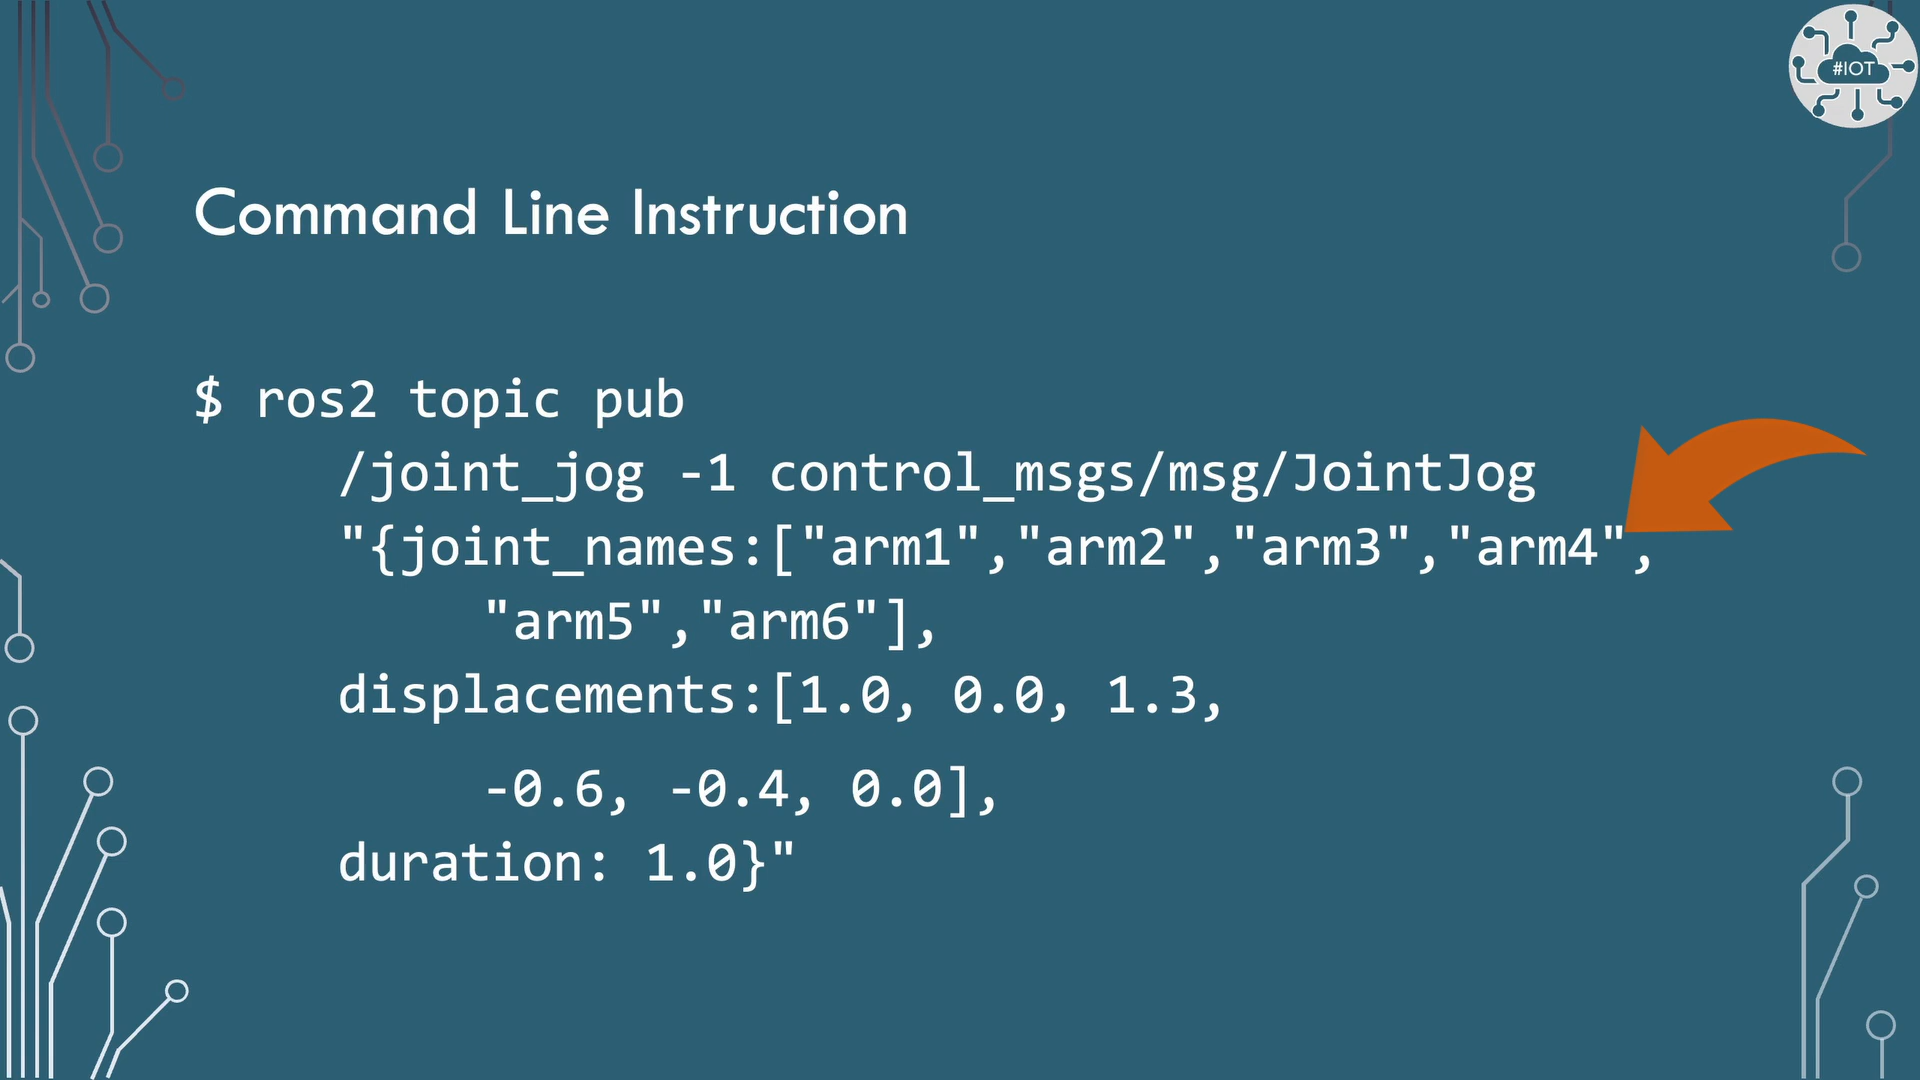 #IOT
Command Line Instruction
$ ros2 topic pub
/joint_jog -1 control_msgs/msg/JointJog
"{joint_names:["arm1","arm2","arm3","arm4",
"arm5","arm6"],
displacements:[1.0, 0.0, 1.3,
-0.6, -0.4, 0.0],
duration: 1.0}"